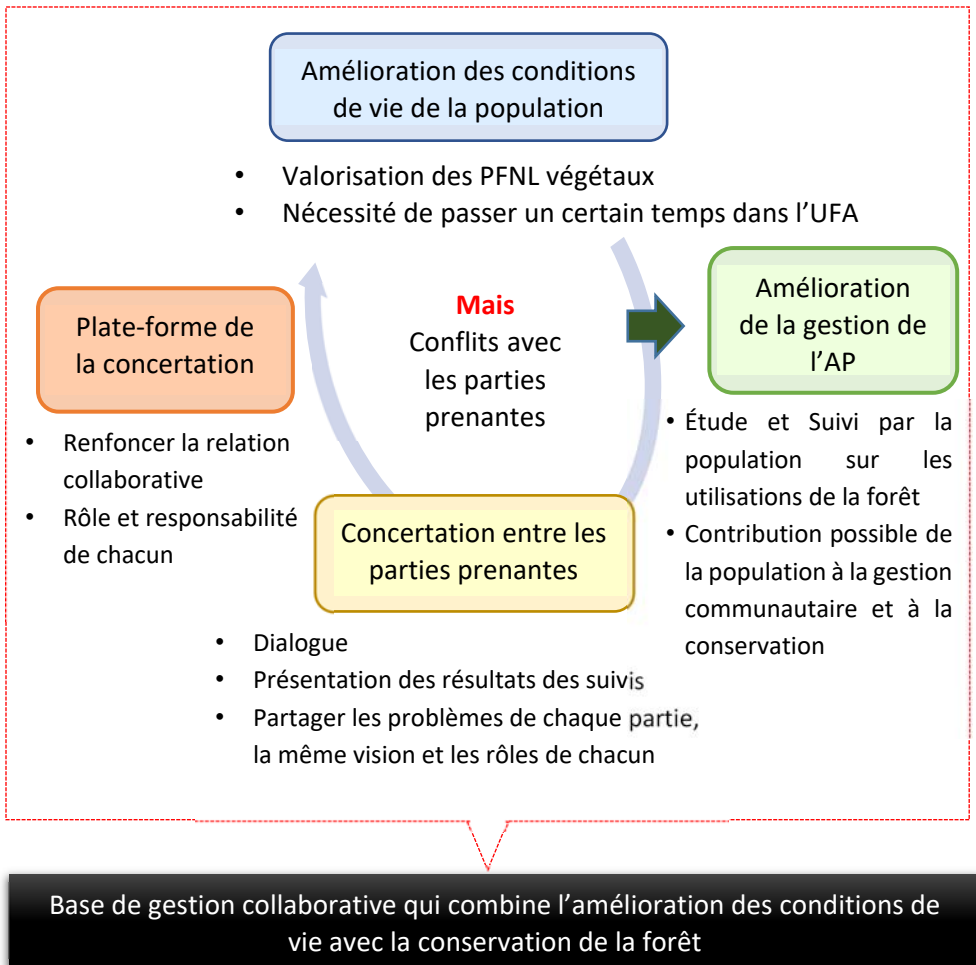 Amélioration des conditions
de vie de la population
• Valorisation des PFNL végétaux
• Nécessité de passer un certain temps dans l'UFA
Mais
Conflits avec
les parties
prenantes
Amélioration
de la gestion de
l'AP
• Étude et Suivi par la
population sur les
utilisations de la forêt
• Contribution possible de
la population à la gestion
communautaire et à la
conservation
Concertation entre les
parties prenantes
• Dialogue
• Présentation des résultats des suivis
• Partager les problèmes de chaque partie,
la même vision et les rôles de chacun
Plate-forme de
la concertation
• Renfoncer la relation
collaborative
• Rôle et responsabilité
de chacun
Base de gestion collaborative qui combine l'amélioration des conditions de
vie avec la conservation de la forêt